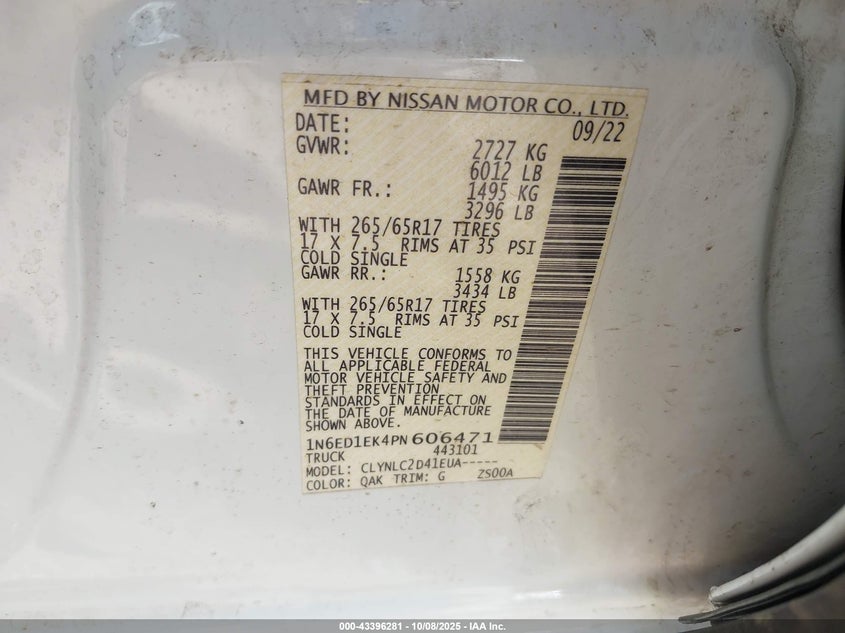 MFD BY NISSAN MOTOR CO., LTD.
DATE: 09/22
GVWR: 2727 KG
6012 LB
GAWR FR.: 1495 KG
3296 LB
WITH 265/65R17 TIRES
17 X 7.5 RIMS AT 35 PSI
COLD SINGLE
GAWR RR.: 1558 KG
3434 LB
WITH 265/65R17 TIRES
17 X 7.5 RIMS AT 35 PSI
COLD SINGLE
THIS VEHICLE CONFORMS TO
ALL APPLICABLE FEDERAL
MOTOR VEHICLE SAFETY AND
THEFT PREVENTION
STANDARDS IN EFFECT ON
THE DATE OF MANUFACTURE
SHOWN ABOVE.
1N6ED1EK4PN606471
TRUCK 443101
MODEL: CLYNLC2D41EUA-----
COLOR: QAK TRIM: G ZS00A
000-43396281 - 10/08/2025 - IAA Inc.